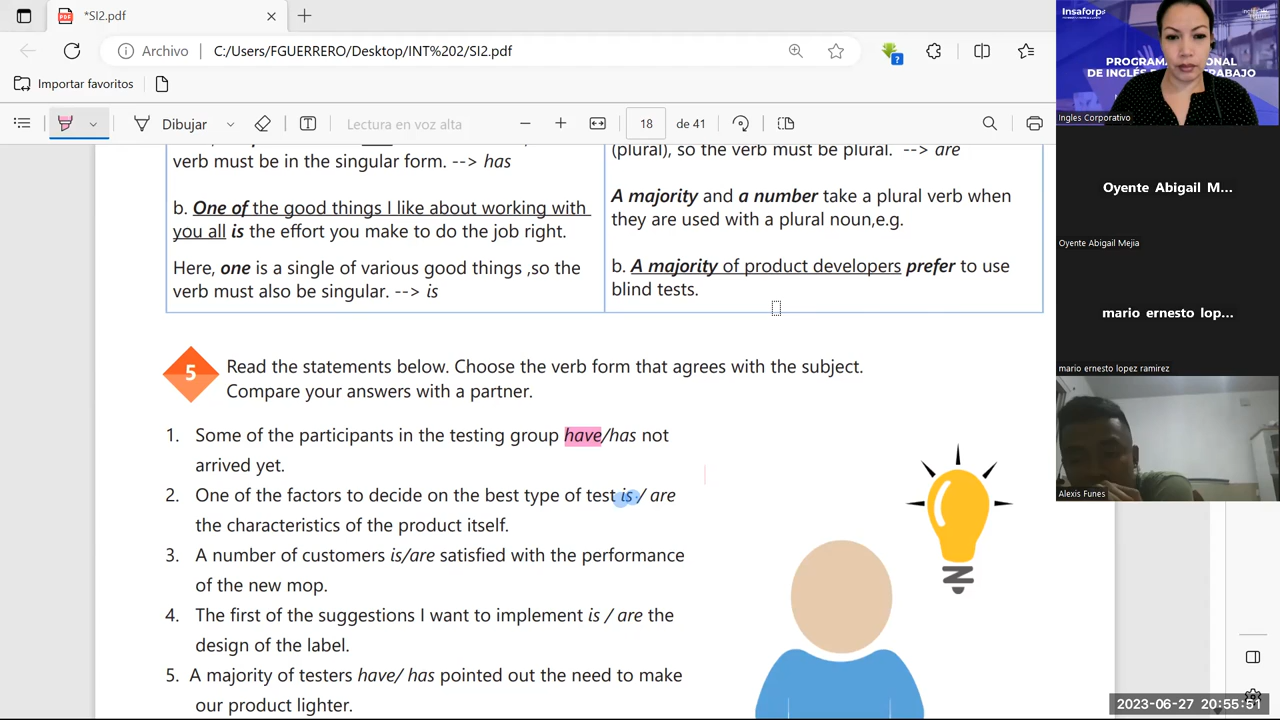 *SI2.pdf
Archivo
C:/Users/FGUERRERO/Desktop/INT%202/SI2.pdf
Importar favoritos
Dibujar
Lectura en voz alta
18
de 41
verb must be in the singular form. --> has
b. One of the good things I like about working with
you all is the effort you make to do the job right.
Here, one is a single of various good things ,so the
verb must also be singular. --> is
(plural), so the verb must be plural. --> are
A majority and a number take a plural verb when
they are used with a plural noun,e.g.
b. A majority of product developers prefer to use
blind tests.
5
Read the statements below. Choose the verb form that agrees with the subject.
Compare your answers with a partner.
1. Some of the participants in the testing group have/has not
arrived yet.
2. One of the factors to decide on the best type of test is / are
the characteristics of the product itself.
3. A number of customers is/are satisfied with the performance
of the new mop.
4. The first of the suggestions I want to implement is / are the
design of the label.
5. A majority of testers have/ has pointed out the need to make
our product lighter.
Insaforp
Ingles Corporativo
Oyente Abigail M...
Oyente Abigail Mejia
mario ernesto lop...
mario ernesto lopez ramirez
Alexis Funes
2023-06-27 20:55:51